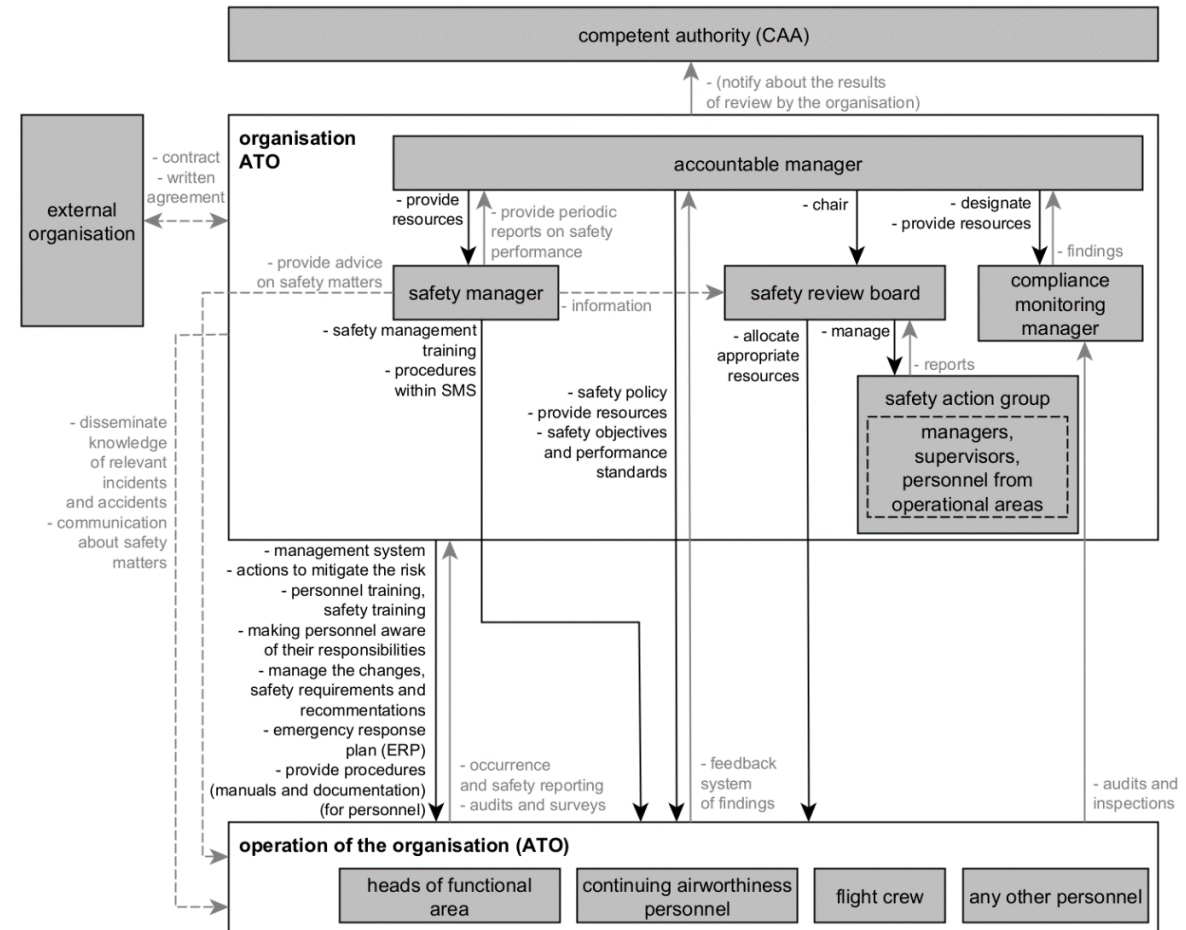 competent authority (CAA)
- (notify about the results
of review by the organisation)
organisation
ATO
accountable manager
external
organisation
- contract
- written
agreement
- provide
resources
- provide periodic
reports on safety
performance
- chair
- designate
- provide resources
- findings
- provide advice
on safety matters
safety manager
- information
safety review board
compliance
monitoring
manager
- safety management
training
- procedures
within SMS
- allocate
appropriate
resources
- manage
- reports
- safety policy
- provide resources
- safety objectives
and performance
standards
safety action group
managers,
supervisors,
personnel from
operational areas
- disseminate
knowledge
of relevant
incidents
and accidents
- communication
about safety
matters
- management system
- actions to mitigate the risk
- personnel training,
safety training
- making personnel aware
of their responsibilities
- manage the changes,
safety requirements and
recommentations
- emergency response
plan (ERP)
- provide procedures
(manuals and documentation)
(for personnel)
- occurrence
and safety reporting
- audits and surveys
- feedback
system
of findings
- audits and
inspections
operation of the organisation (ATO)
heads of functional
area
continuing airworthiness
personnel
flight crew
any other personnel